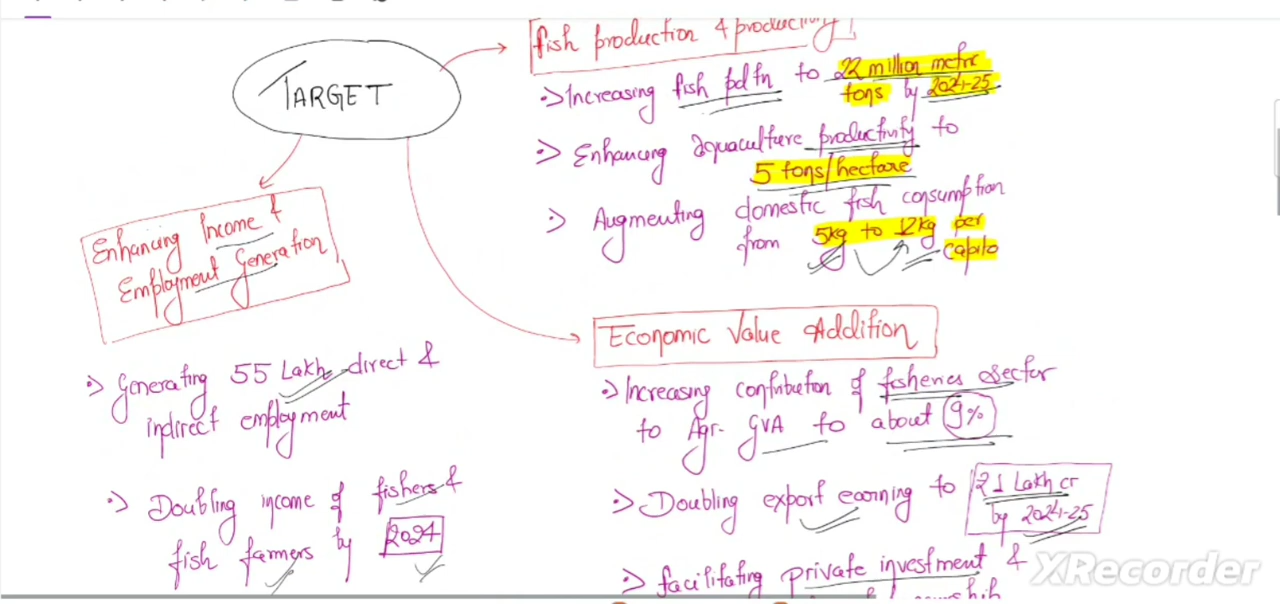 TARGET
fish production & productivity
Increasing fish pdtn to 22 million metric
tons by 2024-25
Enhancing aquaculture productivity to
5 tons/hectare
Augmenting domestic fish consumption
from 5kg to 12kg per
capita
Enhancing Income &
Employment Generation
Generating 55 Lakh direct &
indirect employment
Doubling income of fishers &
fish farmers by 2024
Economic Value Addition
Increasing contribution of fisheries sector
to Agr. GVA to about 9%
Doubling export earning to 1 Lakh cr
by 2024-25
facilitating private investment &
XRecorder